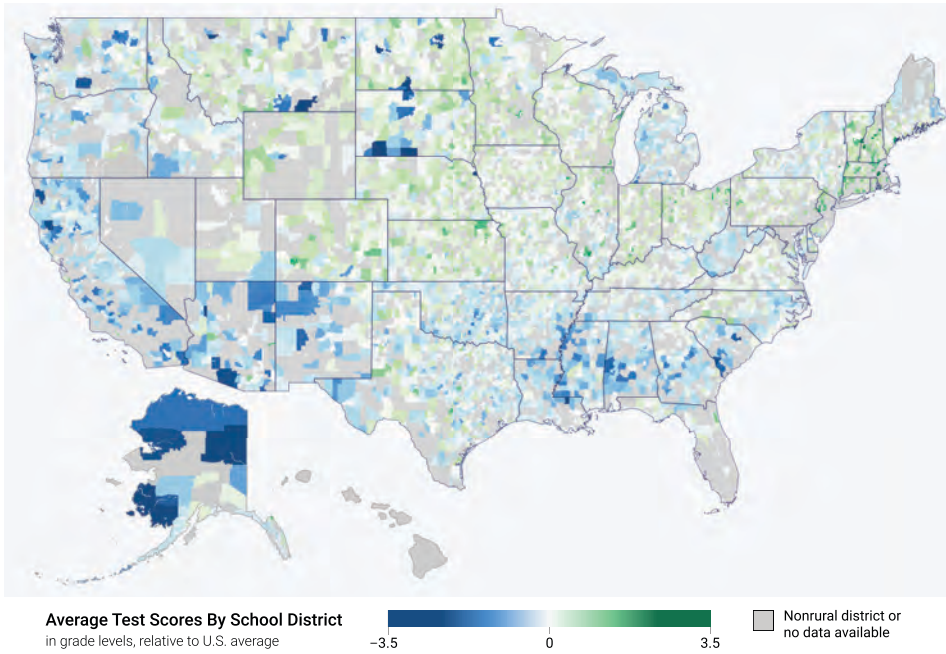 Average Test Scores By School District
in grade levels, relative to U.S. average
−3.5
0
3.5
Nonrural district or
no data available